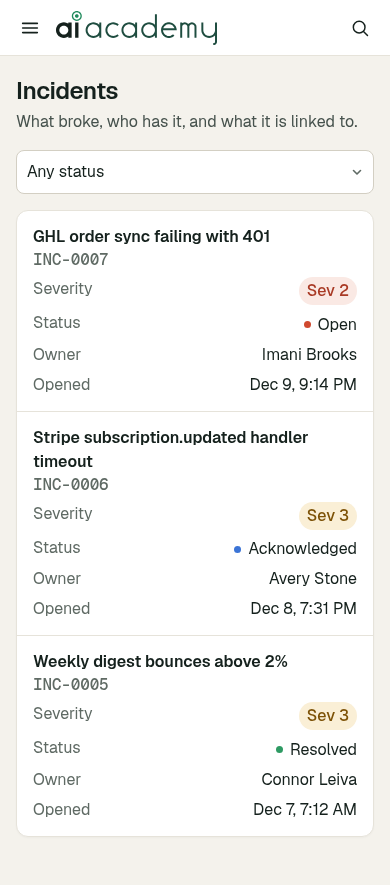 ai academy
Incidents
What broke, who has it, and what it is linked to.
Any status
GHL order sync failing with 401
INC-0007
Severity Sev 2
Status Open
Owner Imani Brooks
Opened Dec 9, 9:14 PM
Stripe subscription.updated handler
timeout
INC-0006
Severity Sev 3
Status Acknowledged
Owner Avery Stone
Opened Dec 8, 7:31 PM
Weekly digest bounces above 2%
INC-0005
Severity Sev 3
Status Resolved
Owner Connor Leiva
Opened Dec 7, 7:12 AM